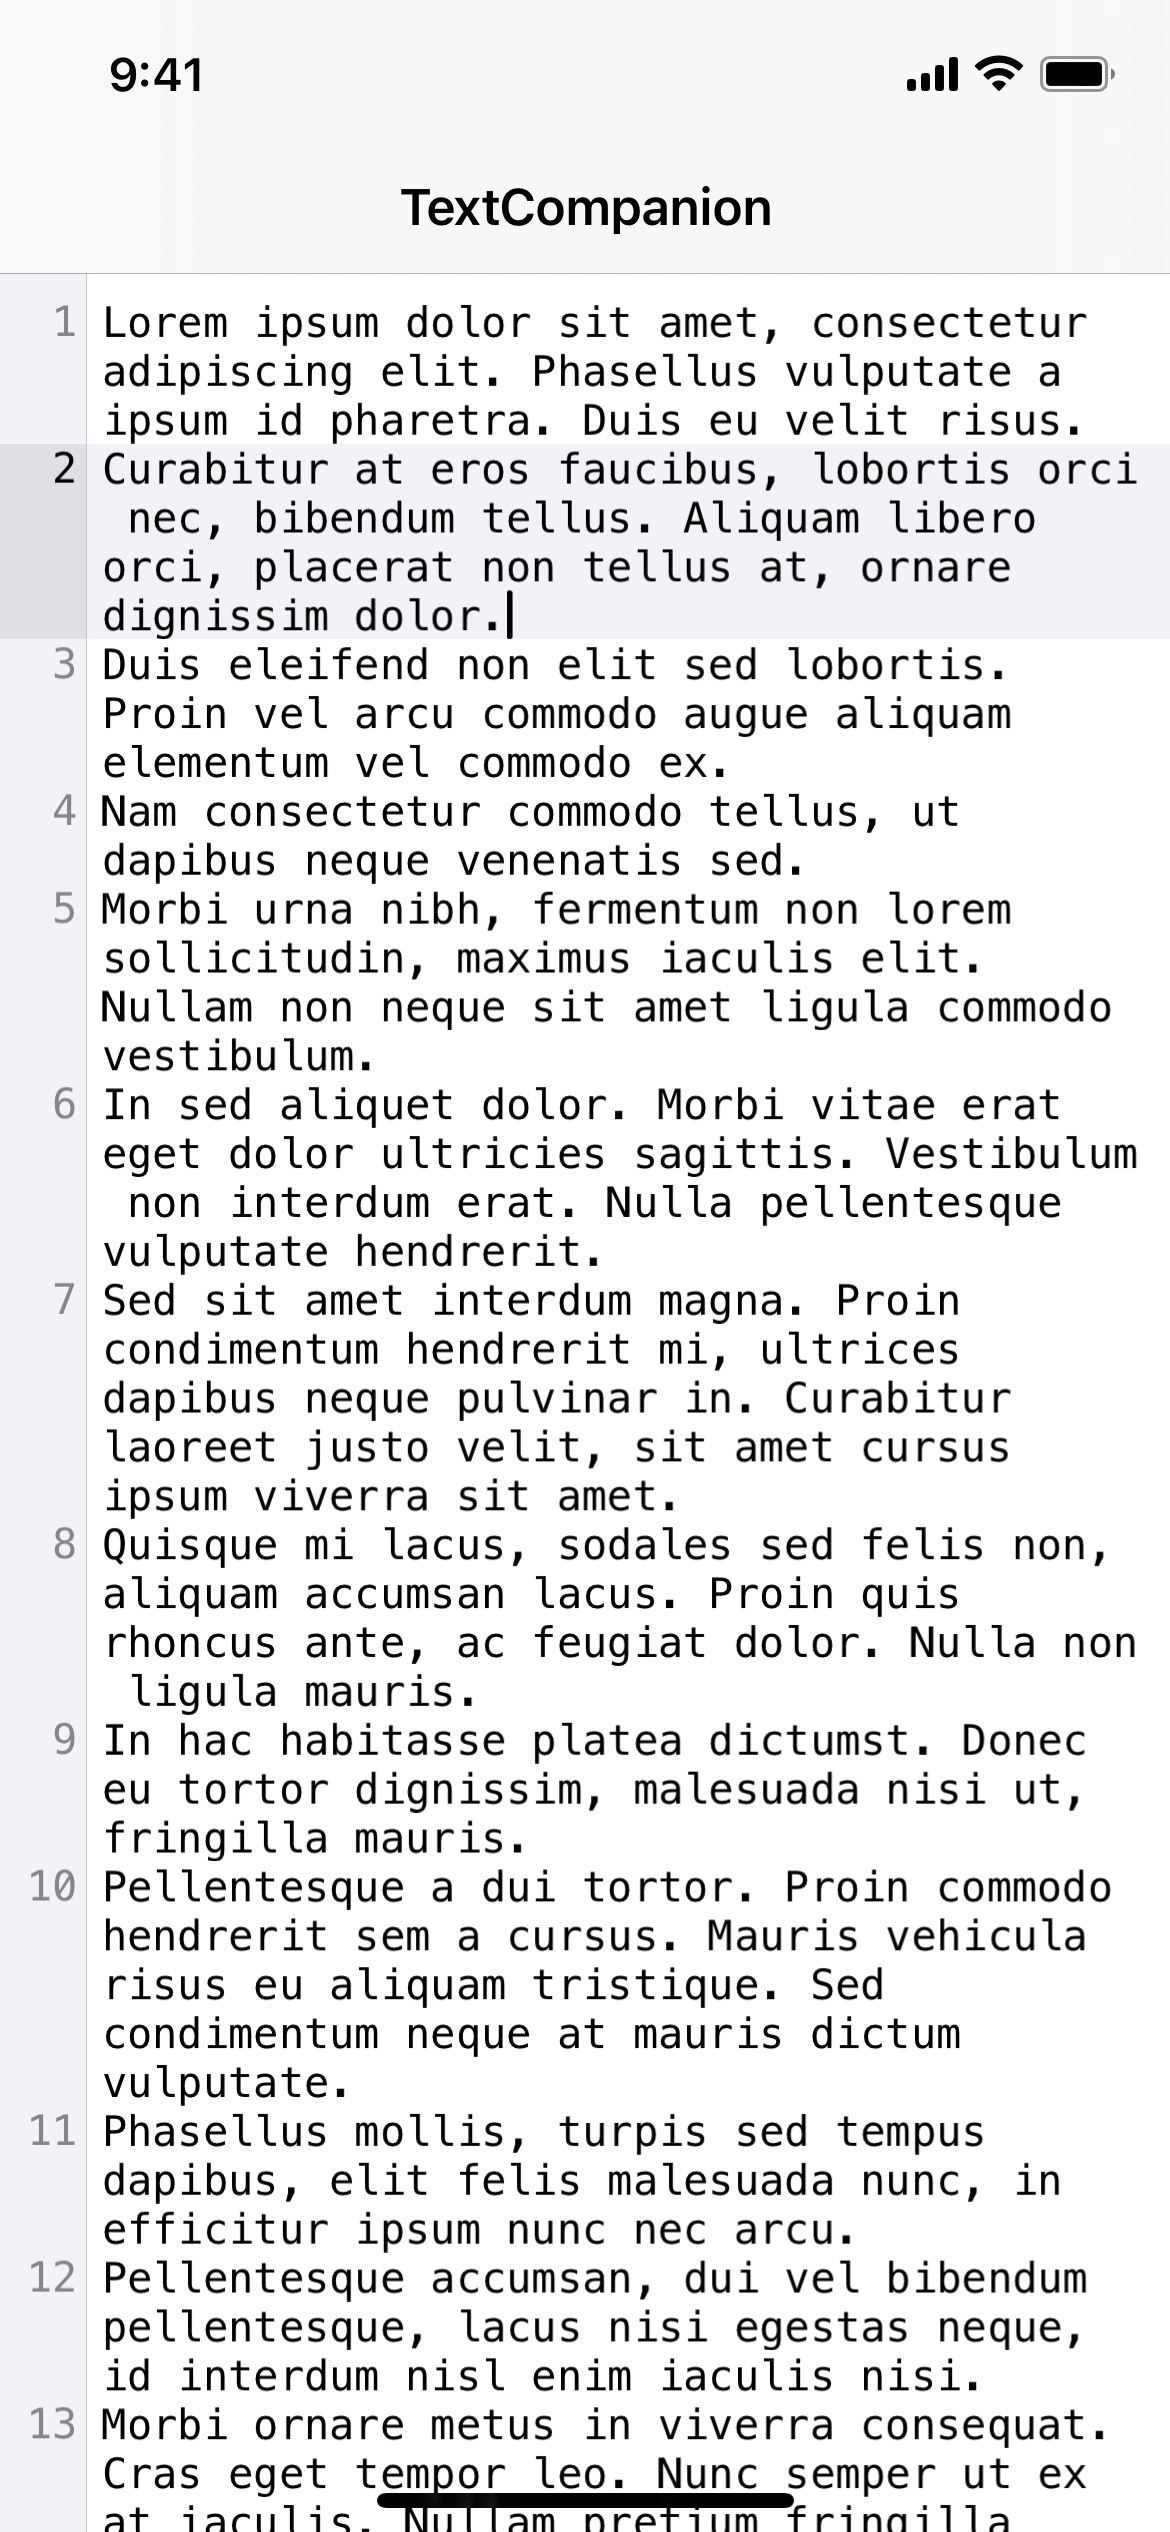 9:41
TextCompanion
1 Lorem ipsum dolor sit amet, consectetur
adipiscing elit. Phasellus vulputate a
ipsum id pharetra. Duis eu velit risus.
2 Curabitur at eros faucibus, lobortis orci
nec, bibendum tellus. Aliquam libero
orci, placerat non tellus at, ornare
dignissim dolor.
3 Duis eleifend non elit sed lobortis.
Proin vel arcu commodo augue aliquam
elementum vel commodo ex.
4 Nam consectetur commodo tellus, ut
dapibus neque venenatis sed.
5 Morbi urna nibh, fermentum non lorem
sollicitudin, maximus iaculis elit.
Nullam non neque sit amet ligula commodo
vestibulum.
6 In sed aliquet dolor. Morbi vitae erat
eget dolor ultricies sagittis. Vestibulum
non interdum erat. Nulla pellentesque
vulputate hendrerit.
7 Sed sit amet interdum magna. Proin
condimentum hendrerit mi, ultrices
dapibus neque pulvinar in. Curabitur
laoreet justo velit, sit amet cursus
ipsum viverra sit amet.
8 Quisque mi lacus, sodales sed felis non,
aliquam accumsan lacus. Proin quis
rhoncus ante, ac feugiat dolor. Nulla non
ligula mauris.
9 In hac habitasse platea dictumst. Donec
eu tortor dignissim, malesuada nisi ut,
fringilla mauris.
10 Pellentesque a dui tortor. Proin commodo
hendrerit sem a cursus. Mauris vehicula
risus eu aliquam tristique. Sed
condimentum neque at mauris dictum
vulputate.
11 Phasellus mollis, turpis sed tempus
dapibus, elit felis malesuada nunc, in
efficitur ipsum nunc nec arcu.
12 Pellentesque accumsan, dui vel bibendum
pellentesque, lacus nisi egestas neque,
id interdum nisl enim iaculis nisi.
13 Morbi ornare metus in viverra consequat.
Cras eget tempor leo. Nunc semper ut ex
at iaculis. Nullam pretium fringilla